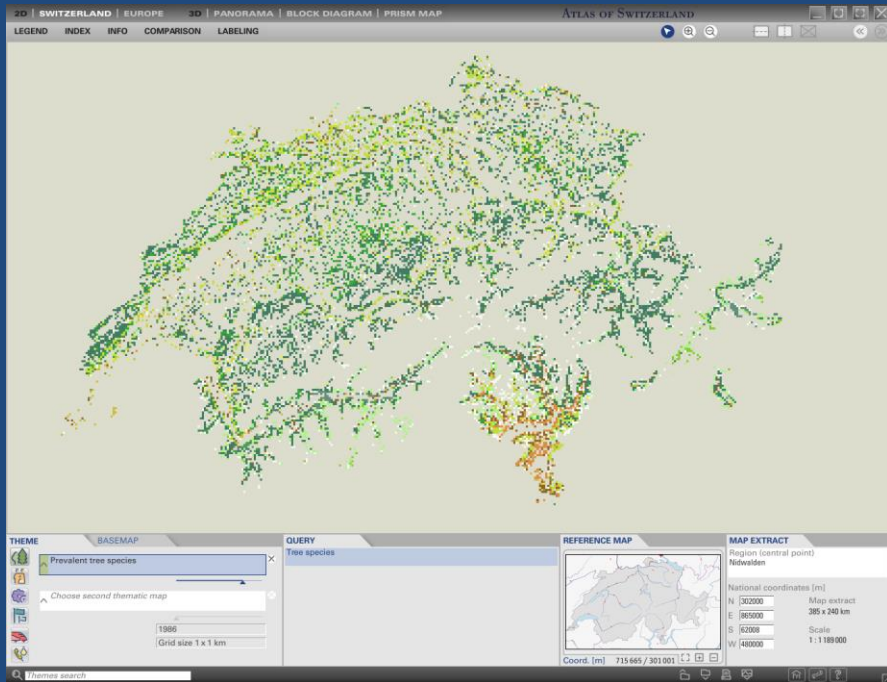 2D | SWITZERLAND | EUROPE 3D | PANORAMA | BLOCK DIAGRAM | PRISM MAP ATLAS OF SWITZERLAND
LEGEND INDEX INFO COMPARISON LABELING
THEME BASEMAP
Prevalent tree species
Choose second thematic map
1986
Grid size 1 x 1 km
QUERY
Tree species
REFERENCE MAP
Coord. [m] 715 665 / 301 001
MAP EXTRACT
Region (central point)
Nidwalden
National coordinates [m]
N 302000 Map extract
E 865000 385 x 240 km
S 62008 Scale
W 480000 1 : 1 189 000
Themes search